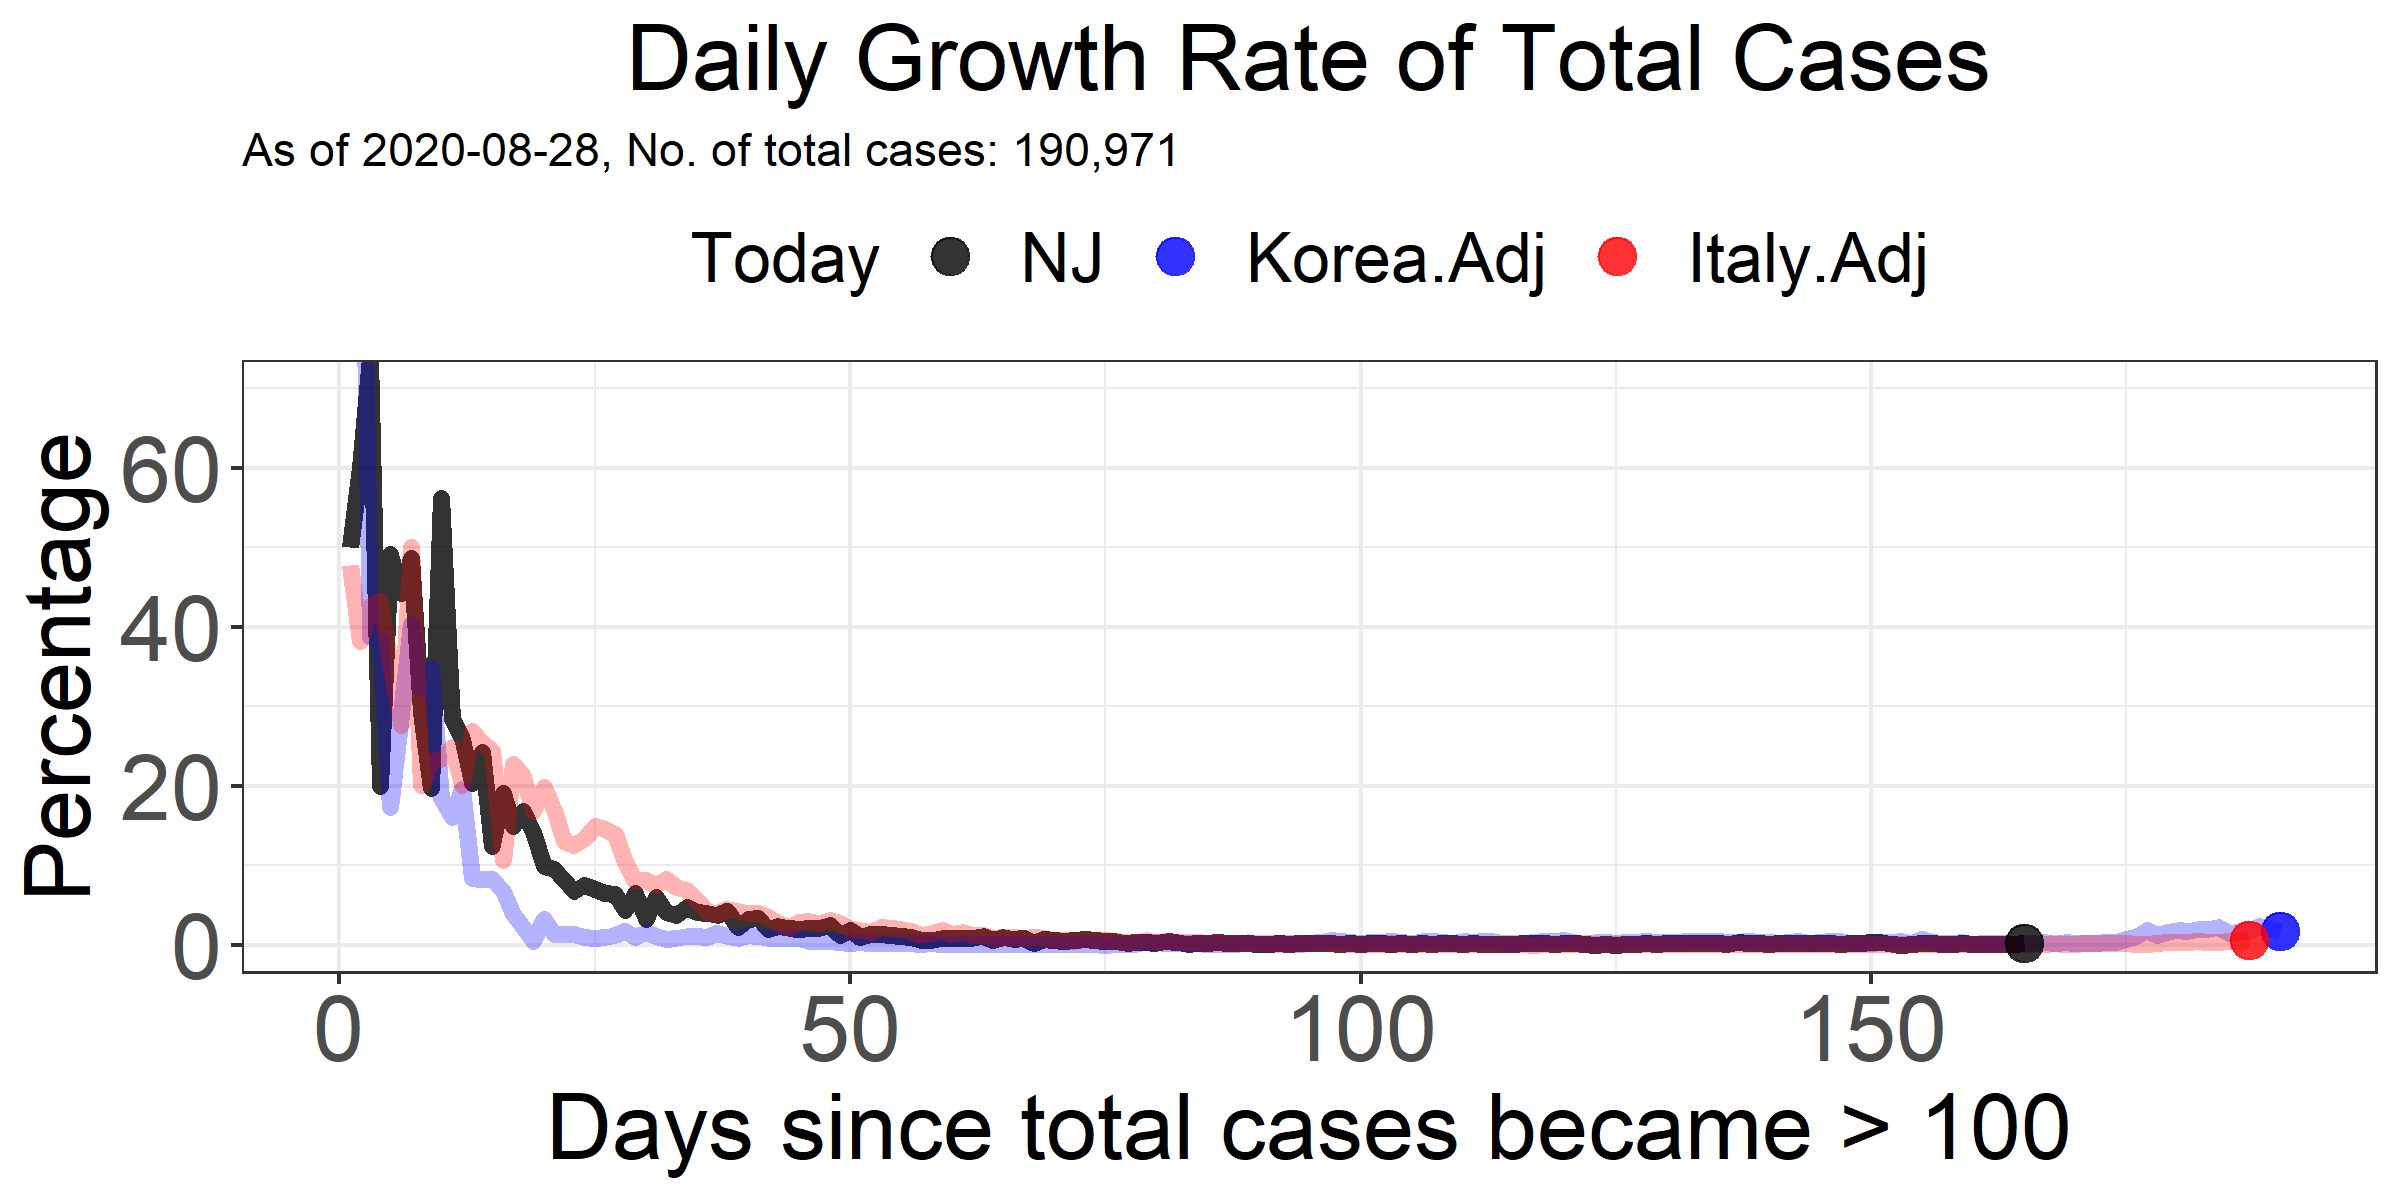 Daily Growth Rate of Total Cases
As of 2020-08-28, No. of total cases: 190,971
Today NJ Korea.Adj Italy.Adj
Percentage
60
40
20
0
0 50 100 150
Days since total cases became > 100